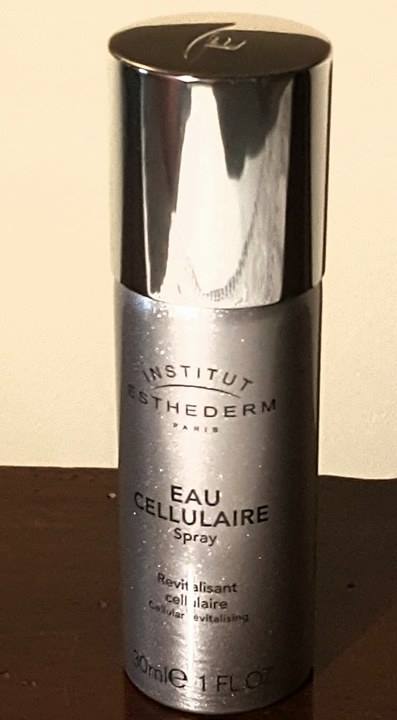 INSTITUT
ESTHEDERM
PARIS
EAU
CELLULAIRE
Spray
Revitalisant
cellulaire
Cellular revitalising
30ml e 1 FL.OZ